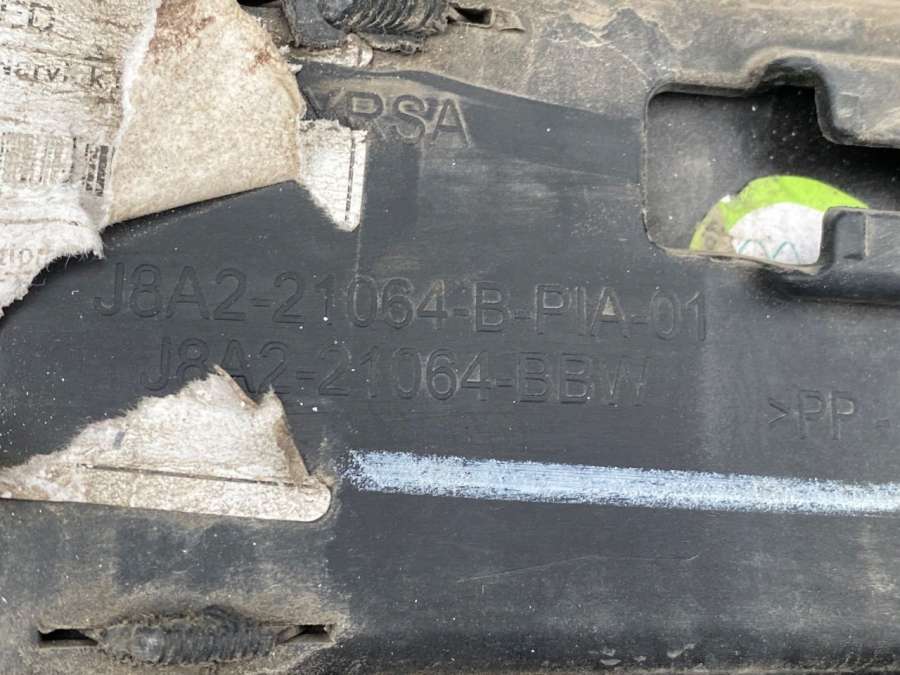 YRSA
J8A2-21064-B-PIA-01
J8A2-21064-BBW
>PP-